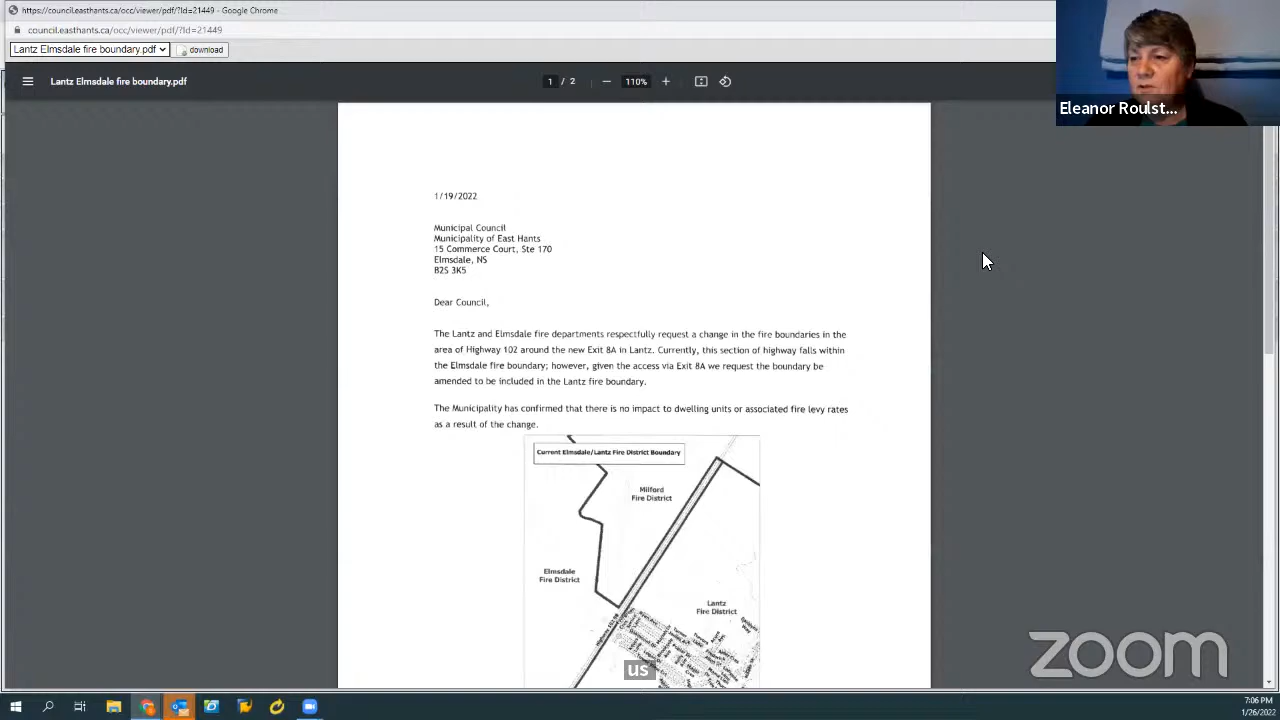 https://council.easthants.ca/occ/viewer/pdf/?Id=21449 - Google Chrome
council.easthants.ca/occ/viewer/pdf/?Id=21449
Lantz Elmsdale fire boundary.pdf
download
Lantz Elmsdale fire boundary.pdf
1 / 2
110%
Eleanor Roulst...
1/19/2022
Municipal Council
Municipality of East Hants
15 Commerce Court, Ste 170
Elmsdale, NS
B2S 3K5
Dear Council,
The Lantz and Elmsdale fire departments respectfully request a change in the fire boundaries in the
area of Highway 102 around the new Exit 8A in Lantz. Currently, this section of highway falls within
the Elmsdale fire boundary; however, given the access via Exit 8A we request the boundary be
amended to be included in the Lantz fire boundary.
The Municipality has confirmed that there is no impact to dwelling units or associated fire levy rates
as a result of the change.
Current Elmsdale/Lantz Fire District Boundary
Milford
Fire District
Elmsdale
Fire District
Lantz
Fire District
us
zoom
7:06 PM
1/26/2022